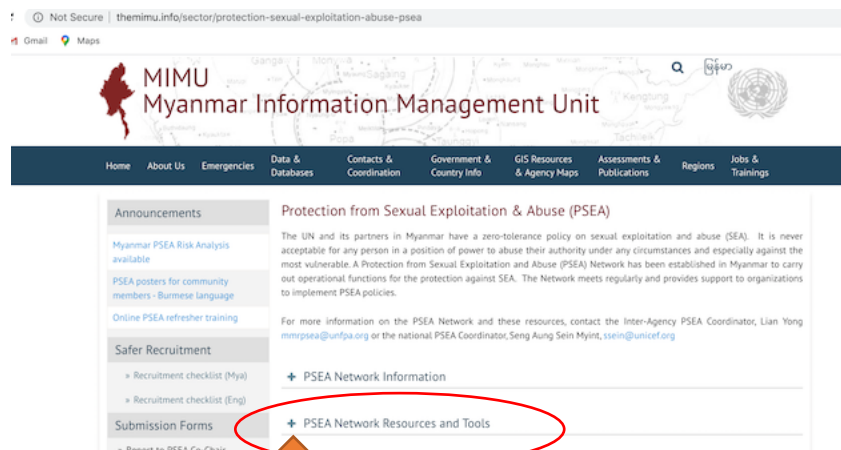 Not Secure | themimu.info/sector/protection-sexual-exploitation-abuse-psea
Gmail Maps
MIMU
Myanmar Information Management Unit
မြန်မာ
Home About Us Emergencies Data & Databases Contacts & Coordination Government & Country Info GIS Resources & Agency Maps Assessments & Publications Regions Jobs & Trainings
Announcements
Myanmar PSEA Risk Analysis
available
PSEA posters for community
members - Burmese language
Online PSEA refresher training
Safer Recruitment
» Recruitment checklist (Mya)
» Recruitment checklist (Eng)
Submission Forms
» Report to PSEA Co-Chair
Protection from Sexual Exploitation & Abuse (PSEA)
The UN and its partners in Myanmar have a zero-tolerance policy on sexual exploitation and abuse (SEA). It is never
acceptable for any person in a position of power to abuse their authority under any circumstances and especially against the
most vulnerable. A Protection from Sexual Exploitation and Abuse (PSEA) Network has been established in Myanmar to carry
out operational functions for the protection against SEA. The Network meets regularly and provides support to organizations
to implement PSEA policies.
For more information on the PSEA Network and these resources, contact the Inter-Agency PSEA Coordinator, Lian Yong
mmrpsea@unfpa.org or the national PSEA Coordinator, Seng Aung Sein Myint, ssein@unicef.org
+ PSEA Network Information
+ PSEA Network Resources and Tools